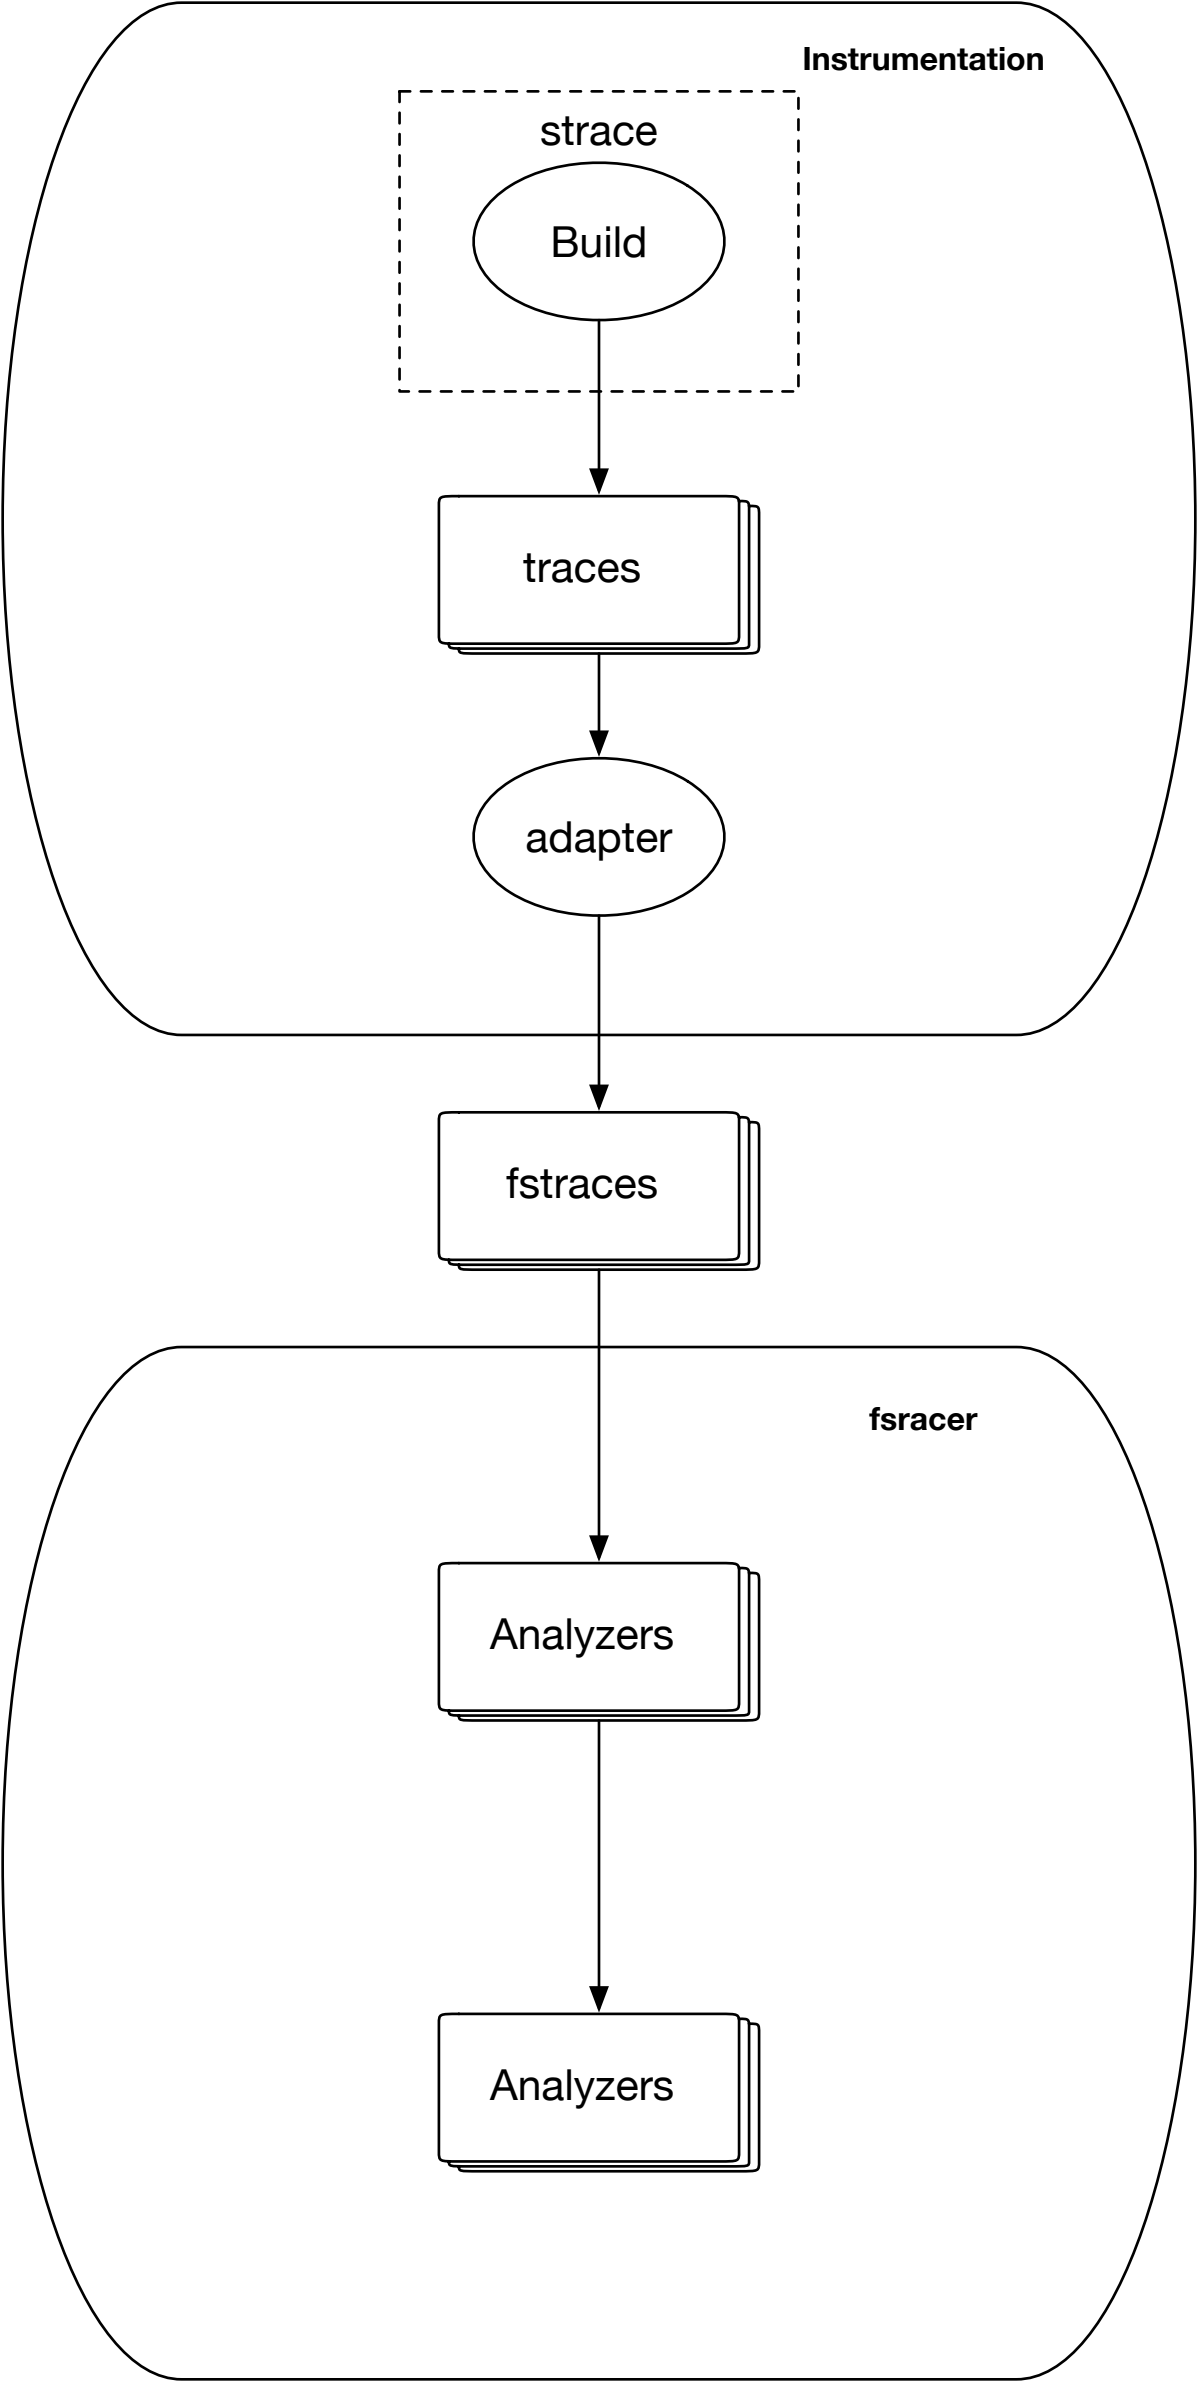 Instrumentation
strace
Build
traces
adapter
fstraces
fsracer
Analyzers
Analyzers